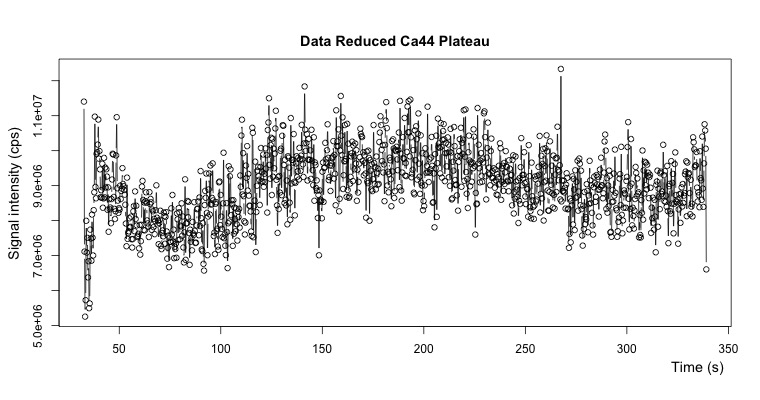 Data Reduced Ca44 Plateau
Signal intensity (cps)
1.1e+07
9.0e+06
7.0e+06
5.0e+06
50 100 150 200 250 300 350
Time (s)